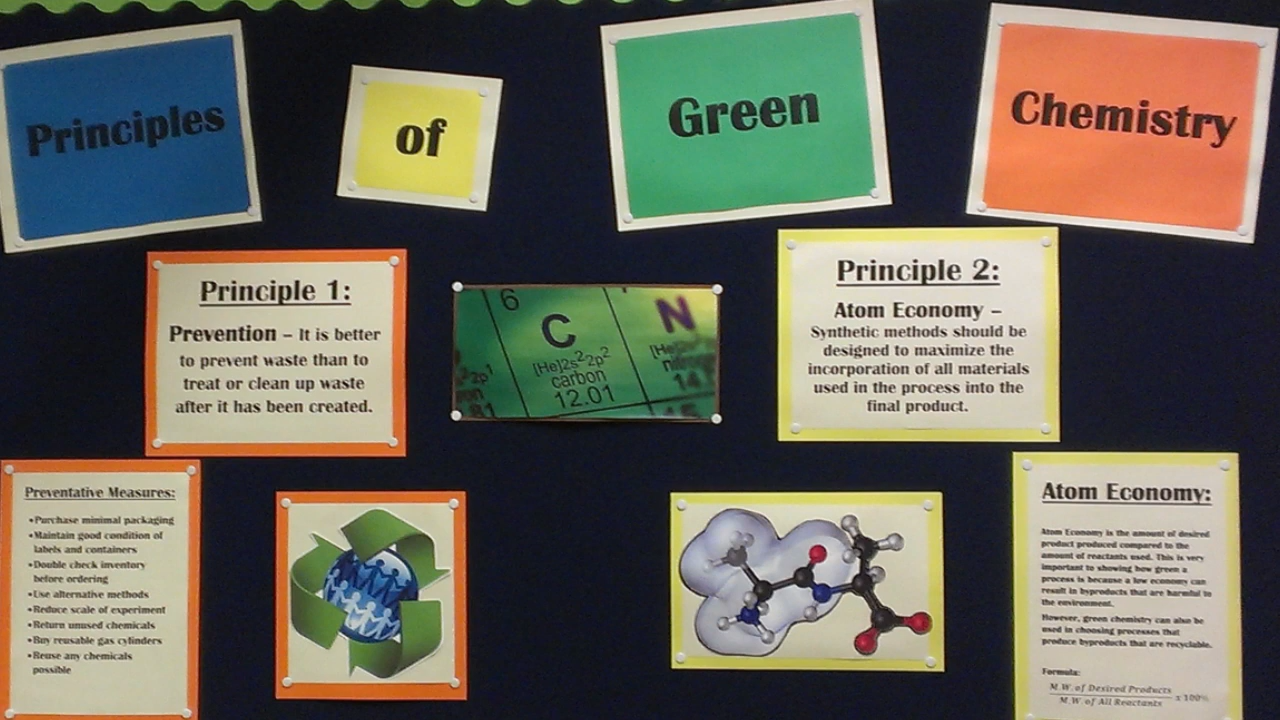 Principles
of
Green
Chemistry
Principle 1:
Prevention – It is better
to prevent waste than to
treat or clean up waste
after it has been created.
6
C
[He]2s²2p²
carbon
12.01
N
[He]
14
Principle 2:
Atom Economy –
Synthetic methods should be
designed to maximize the
incorporation of all materials
used in the process into the
final product.
Preventative Measures:
•Purchase minimal packaging
•Maintain good condition of
labels and containers
•Double check inventory
before ordering
•Use alternative methods
•Reduce scale of experiment
•Return unused chemicals
•Buy reusable gas cylinders
•Reuse any chemicals
possible
Atom Economy:
Atom Economy is the amount of desired
product produced compared to the
amount of reactants used. This is very
important to showing how green a
process is because a low economy can
result in byproducts that are harmful to
the environment.
However, green chemistry can also be
used in choosing processes that
produce byproducts that are recyclable.
Formula:
M.W. of Desired Products
M.W. of All Reactants
x 100%